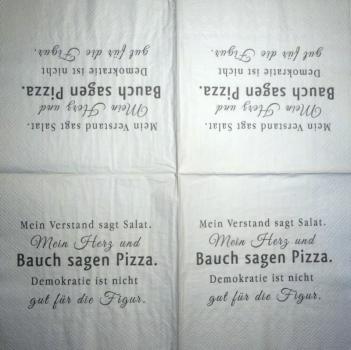 Mein Verstand sagt Salat.
Mein Herz und
Bauch sagen Pizza.
Demokratie ist nicht
gut für die Figur.
Mein Verstand sagt Salat.
Mein Herz und
Bauch sagen Pizza.
Demokratie ist nicht
gut für die Figur.
Mein Verstand sagt Salat.
Mein Herz und
Bauch sagen Pizza.
Demokratie ist nicht
gut für die Figur.
Mein Verstand sagt Salat.
Mein Herz und
Bauch sagen Pizza.
Demokratie ist nicht
gut für die Figur.